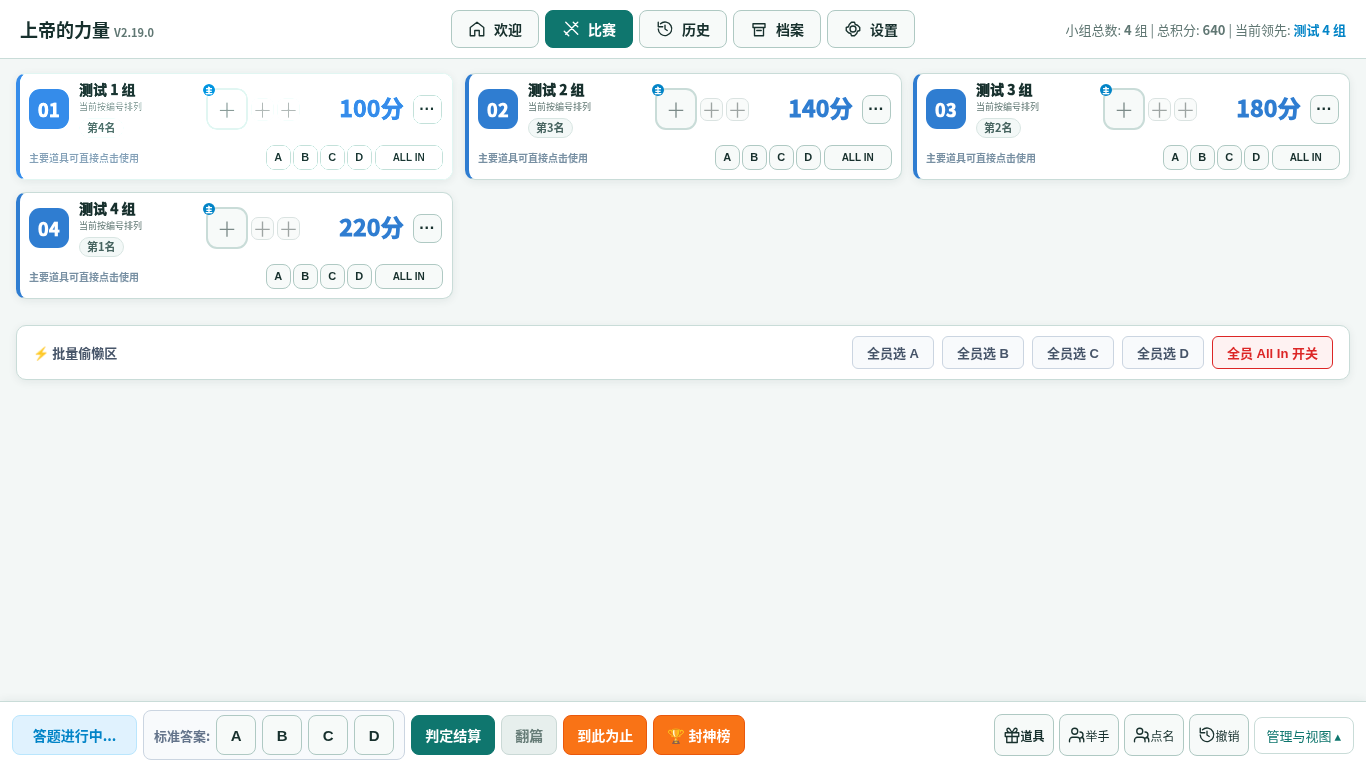 上帝的力量 V2.19.0
欢迎
比赛
历史
档案
设置
小组总数: 4 组 | 总积分: 640 | 当前领先: 测试 4 组
01
测试 1 组
当前按编号排列
第4名
主
100分
···
主要道具可直接点击使用
A B C D ALL IN
02
测试 2 组
当前按编号排列
第3名
主
140分
···
主要道具可直接点击使用
A B C D ALL IN
03
测试 3 组
当前按编号排列
第2名
主
180分
···
主要道具可直接点击使用
A B C D ALL IN
04
测试 4 组
当前按编号排列
第1名
主
220分
···
主要道具可直接点击使用
A B C D ALL IN
⚡ 批量偷懒区
全员选 A
全员选 B
全员选 C
全员选 D
全员 All In 开关
答题进行中...
标准答案: A B C D
判定结算
翻篇
到此为止
🏆 封神榜
道具
举手
点名
撤销
管理与视图 ▴